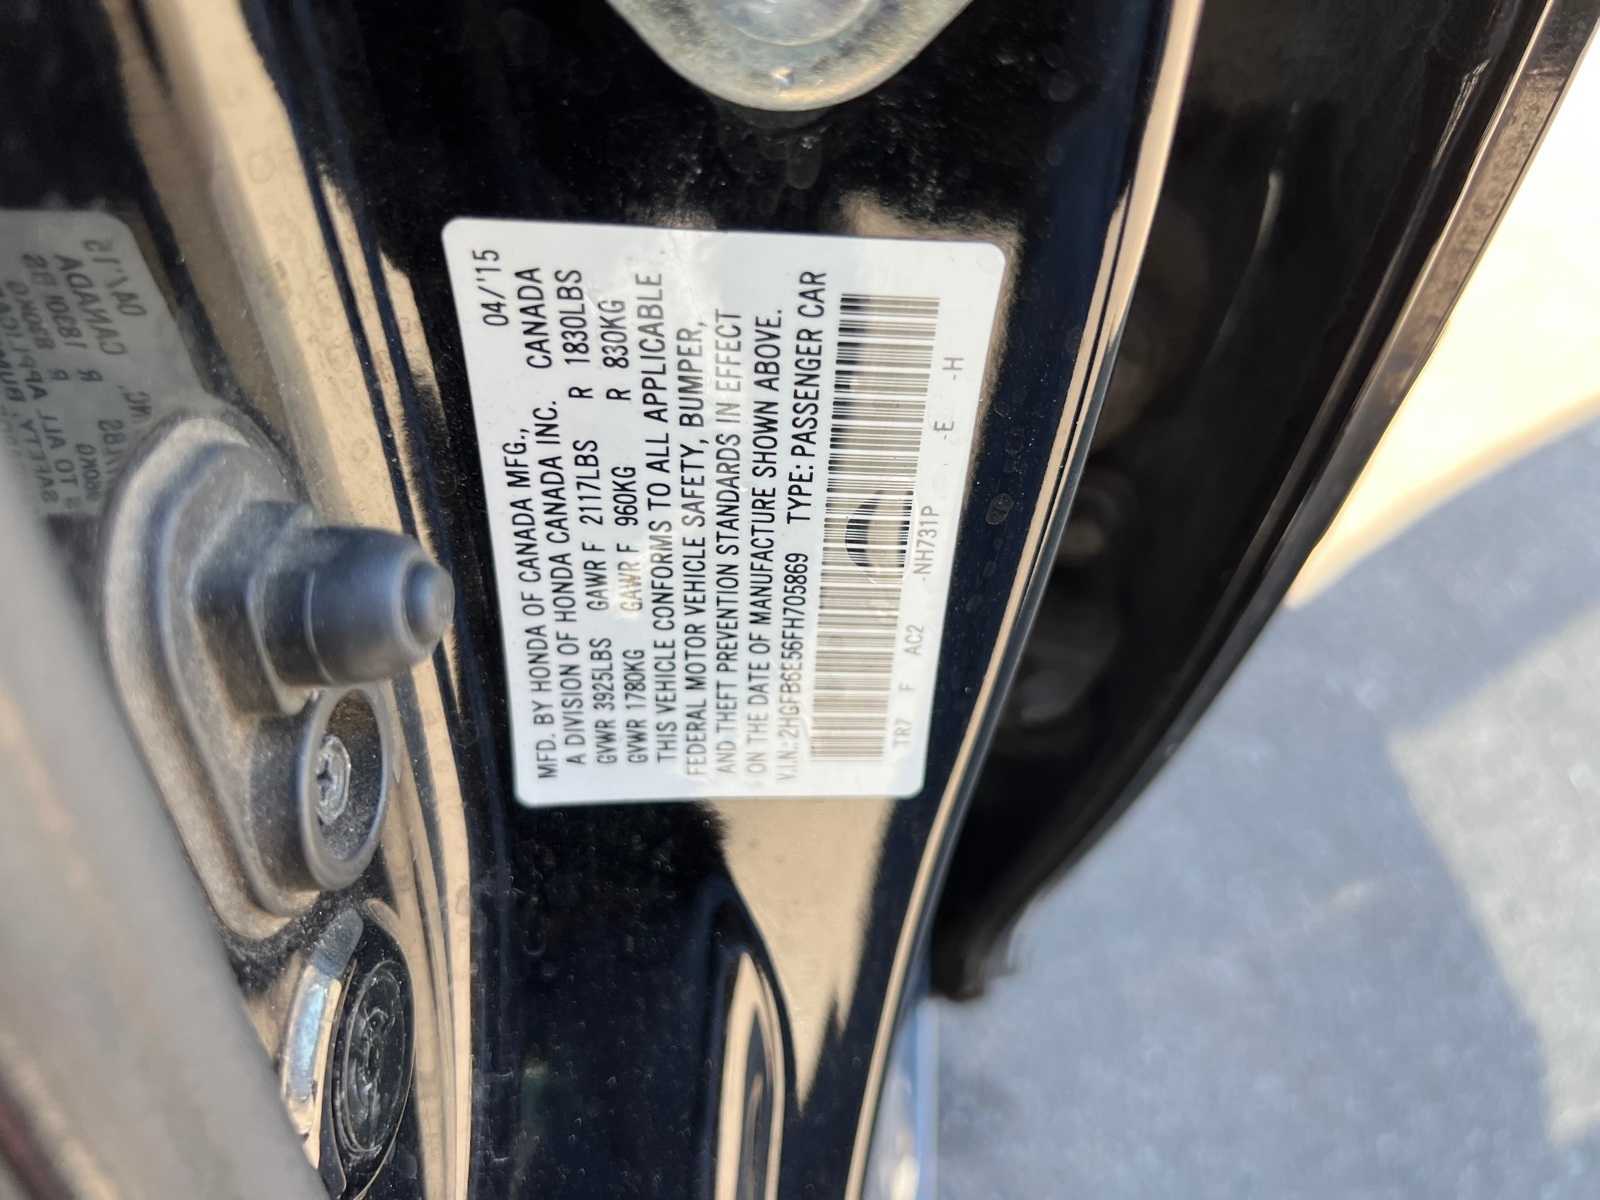 MFD. BY HONDA OF CANADA MFG., 04/'15
A DIVISION OF HONDA CANADA INC. CANADA
GVWR 3925LBS GAWR F 2117LBS R 1830LBS
GVWR 1780KG GAWR F 960KG R 830KG
THIS VEHICLE CONFORMS TO ALL APPLICABLE
FEDERAL MOTOR VEHICLE SAFETY, BUMPER,
AND THEFT PREVENTION STANDARDS IN EFFECT
ON THE DATE OF MANUFACTURE SHOWN ABOVE.
V.I.N.:2HGFB6E56FH705869 TYPE: PASSENGER CAR
TR7 F AC2 -NH731P -E -H